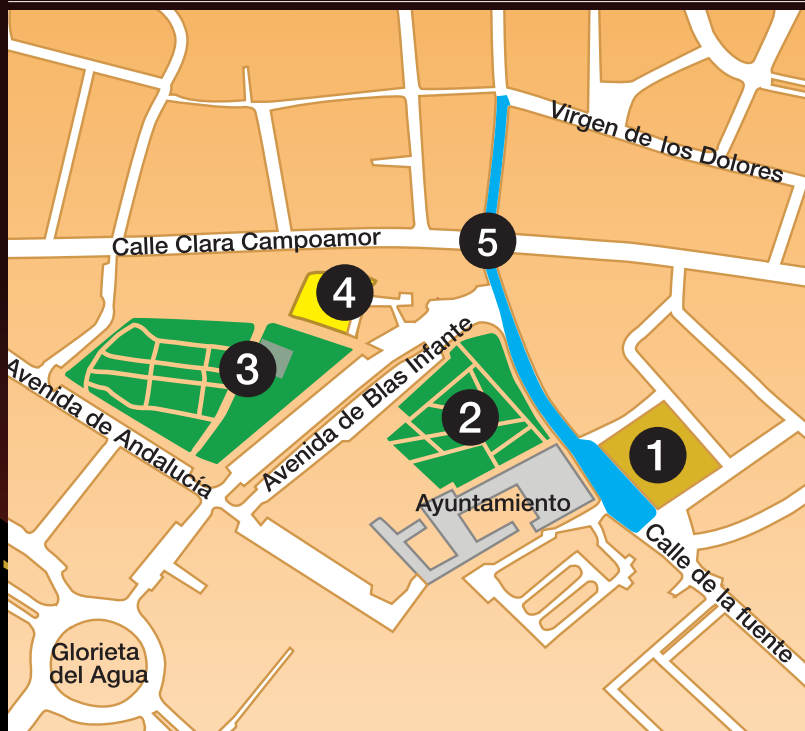 Virgen de los Dolores
5
Calle Clara Campoamor
4
3
Avenida de Blas Infante
Avenida de Andalucía
2
1
Ayuntamiento
Calle de la fuente
Glorieta
del Agua